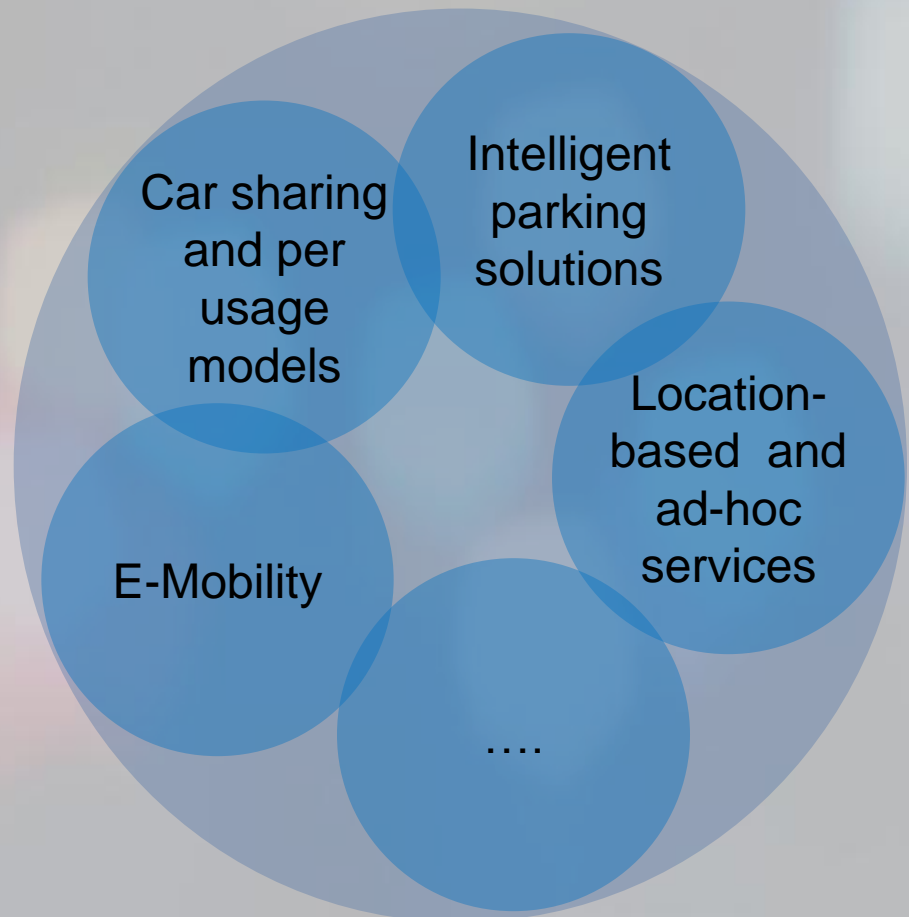 Car sharing
and per
usage
models
Intelligent
parking
solutions
Location-
based  and
ad-hoc
services
E-Mobility
….